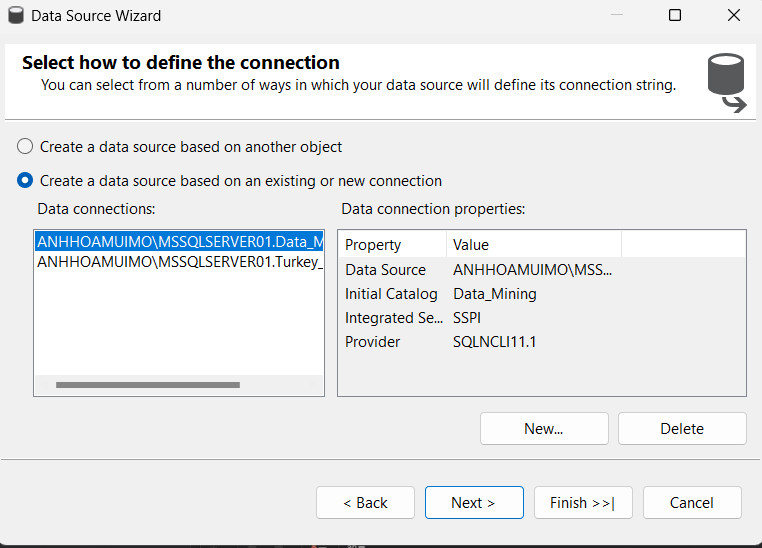 Data Source Wizard
Select how to define the connection
You can select from a number of ways in which your data source will define its connection string.
Create a data source based on another object
Create a data source based on an existing or new connection
Data connections:
ANHHOAMUIMO\MSSQLSERVER01.Data_M
ANHHOAMUIMO\MSSQLSERVER01.Turkey_
Data connection properties:
Property Value
Data Source ANHHOAMUIMO\MSS...
Initial Catalog Data_Mining
Integrated Se... SSPI
Provider SQLNCLI11.1
New... Delete
< Back Next > Finish >>| Cancel